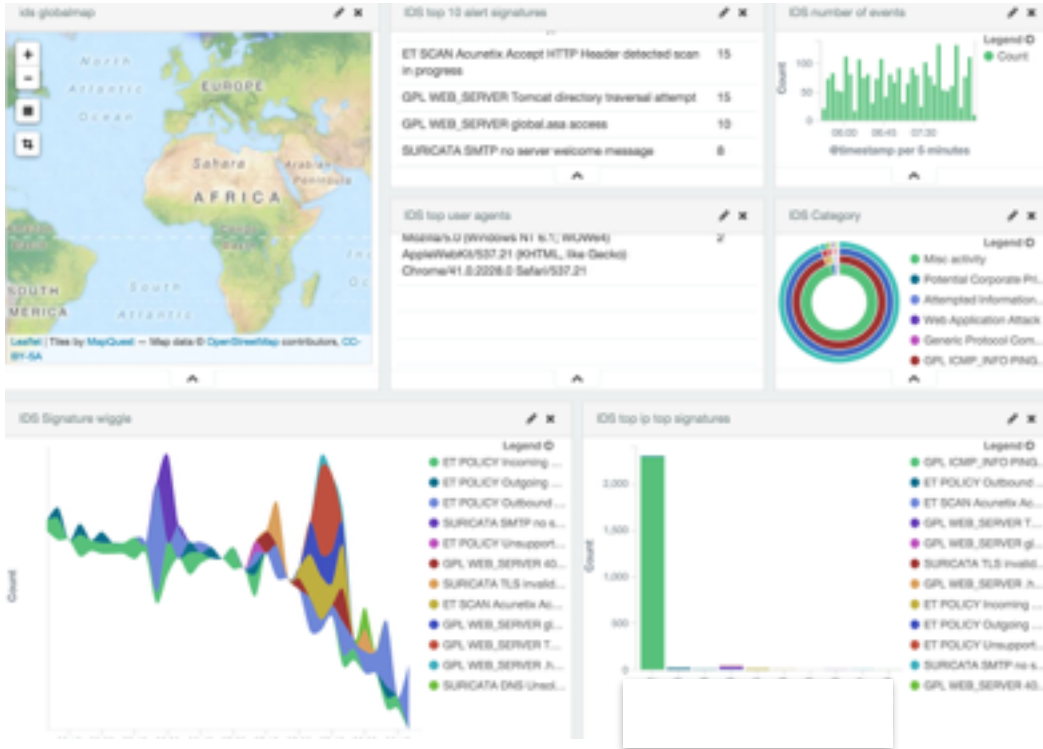 ids globalmap
+
−
North
Atlantic
Ocean
EUROPE
Sahara
Arabian
Peninsula
AFRICA
Congo
Basin
SOUTH
AMERICA
South
Atlantic
Leaflet | Tiles by MapQuest — Map data © OpenStreetMap contributors, CC-
BY-SA
IDS top 10 alert signatures
ET SCAN Acunetix Accept HTTP Header detected scan 15
in progress
GPL WEB_SERVER Tomcat directory traversal attempt 15
GPL WEB_SERVER global.asa access 10
SURICATA SMTP no server welcome message 8
IDS number of events
Legend
Count
Count
100
50
0
06:00 06:45 07:30
@timestamp per 5 minutes
IDS top user agents
Mozilla/5.0 (Windows NT 6.1; WOW64) 2
AppleWebKit/537.21 (KHTML, like Gecko)
Chrome/41.0.2228.0 Safari/537.21
IDS Category
Legend
Misc activity
Potential Corporate Pri...
Attempted Information...
Web Application Attack
Generic Protocol Com...
GPL ICMP_INFO PING...
IDS Signature wiggle
Count
Legend
ET POLICY Incoming ...
ET POLICY Outgoing ...
ET POLICY Outbound ...
SURICATA SMTP no s...
ET POLICY Unsupport...
GPL WEB_SERVER 40...
SURICATA TLS invalid...
ET SCAN Acunetix Ac...
GPL WEB_SERVER gl...
GPL WEB_SERVER T...
GPL WEB_SERVER .h...
SURICATA DNS Unsol...
IDS top ip top signatures
Count
2,000
1,500
1,000
500
0
Legend
GPL ICMP_INFO PING...
ET POLICY Outbound ...
ET SCAN Acunetix Ac...
GPL WEB_SERVER T...
GPL WEB_SERVER gl...
SURICATA TLS invalid...
GPL WEB_SERVER .h...
ET POLICY Incoming ...
ET POLICY Outgoing ...
ET POLICY Unsupport...
SURICATA SMTP no s...
GPL WEB_SERVER 40...